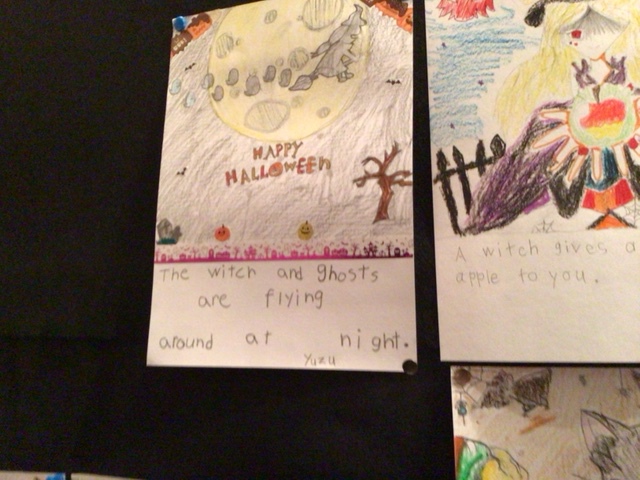 HAPPY
HALLOWEEN
The witch and ghosts
are flying
around at night.
Yuzu
A witch gives a
apple to you.